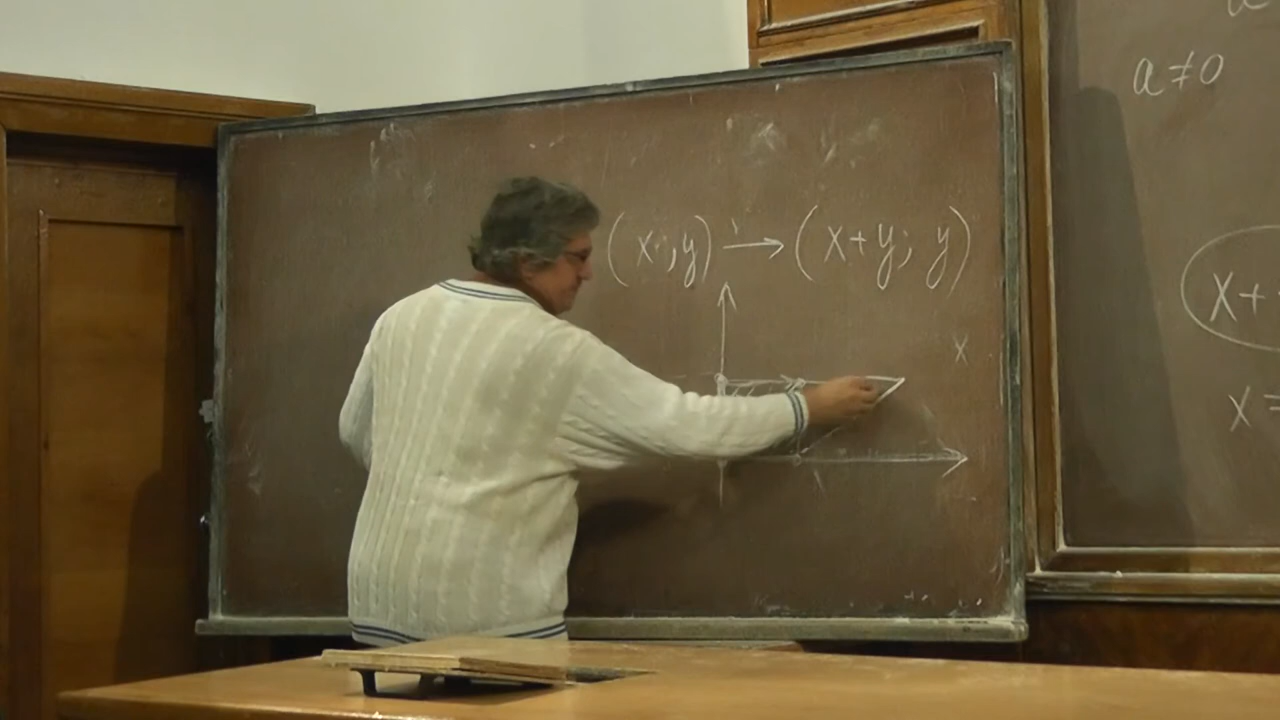 (x; y) → (x+y; y)
x
a≠0
x+
x=